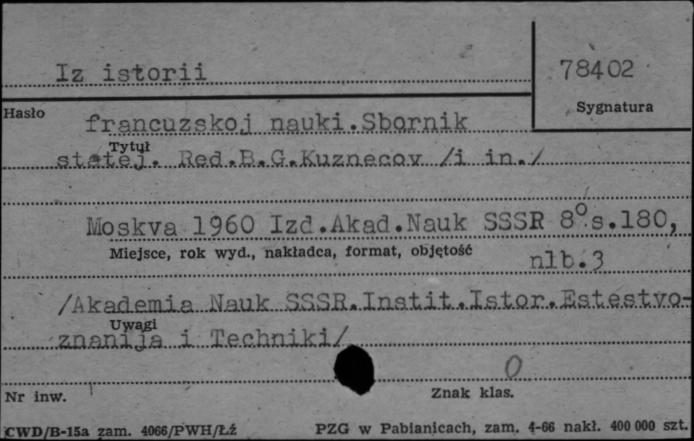 Iz istorii
78402
Hasło
Sygnatura
francuzskoj nauki.Sbornik
Tytuł
statej. Red.B.G.Kuznecov /i in./
Moskva 1960 Izd.Akad.Nauk SSSR 8° s.180,
Miejsce, rok wyd., nakładca, format, objętość
nlb.3
/Akademia Nauk SSSR.Instit.Istor.Estestvo-
Uwagi
znanija i Techniki/
0
Nr inw.
Znak klas.
CWD/B-15a zam. 4066/PWH/Łź
PZG w Pabianicach, zam. 4-66 nakł. 400 000 szt.